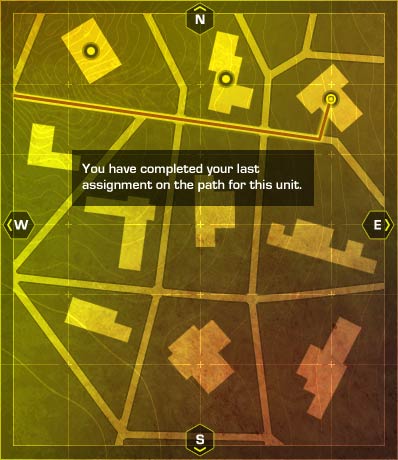 N
You have completed your last
assignment on the path for this unit.
W
E
S